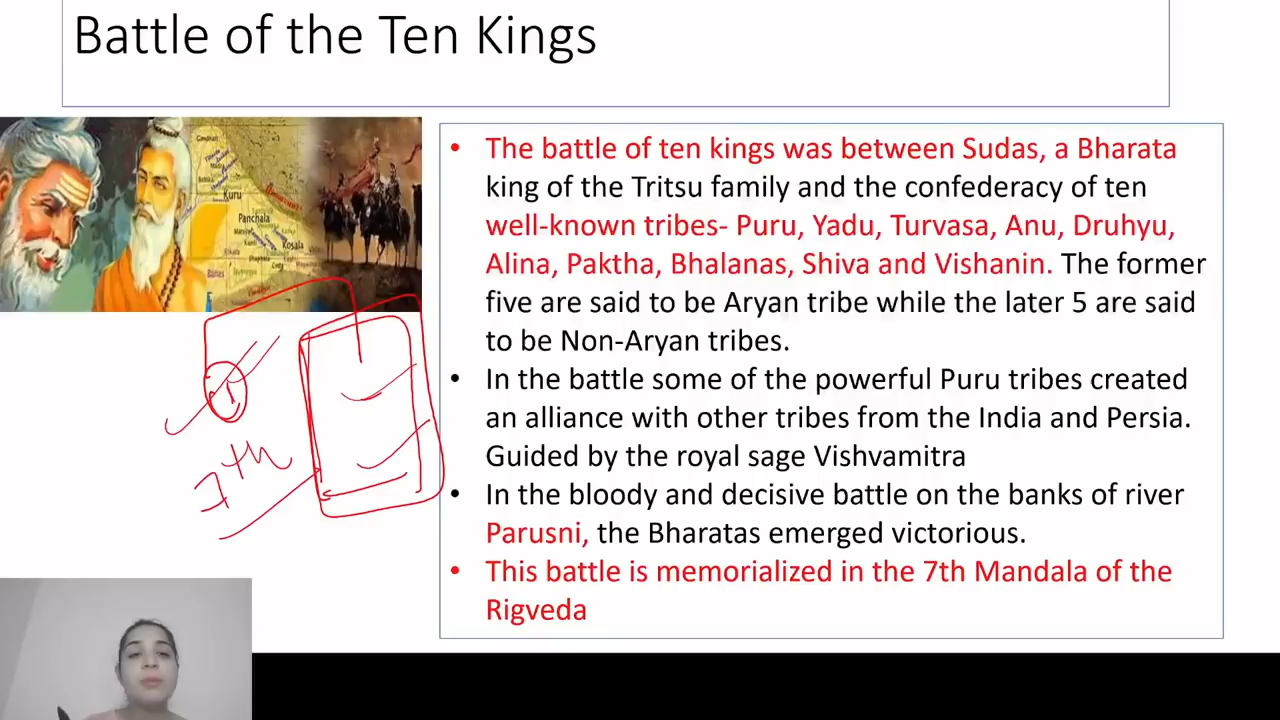 Battle of the Ten Kings
Kuru
Panchala
Kosala
• The battle of ten kings was between Sudas, a Bharata
king of the Tritsu family and the confederacy of ten
well-known tribes- Puru, Yadu, Turvasa, Anu, Druhyu,
Alina, Paktha, Bhalanas, Shiva and Vishanin. The former
five are said to be Aryan tribe while the later 5 are said
to be Non-Aryan tribes.
• In the battle some of the powerful Puru tribes created
an alliance with other tribes from the India and Persia.
Guided by the royal sage Vishvamitra
• In the bloody and decisive battle on the banks of river
Parusni, the Bharatas emerged victorious.
• This battle is memorialized in the 7th Mandala of the
Rigveda
7th